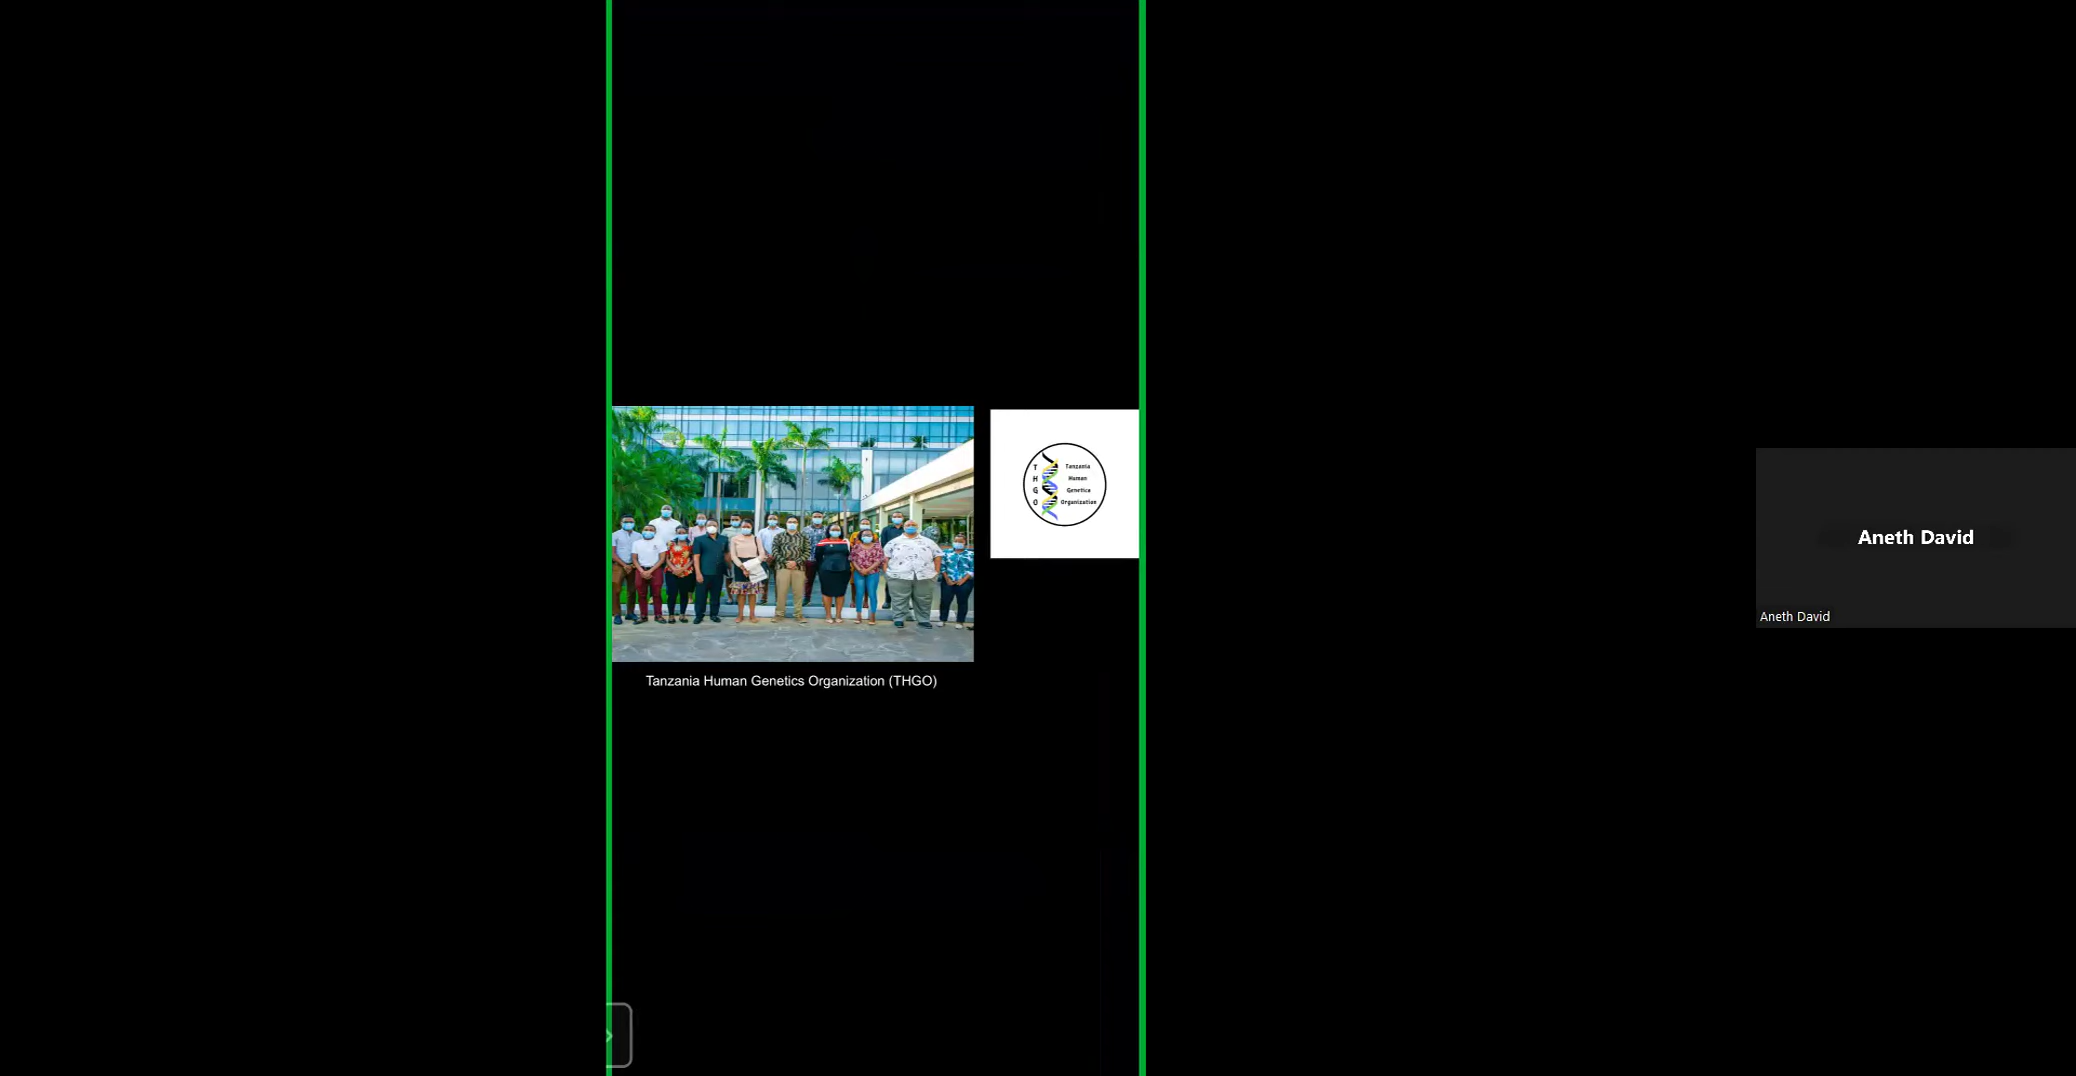 T
H
G
O
Tanzania
Human
Genetics
Organization
Tanzania Human Genetics Organization (THGO)
Aneth David
Aneth David